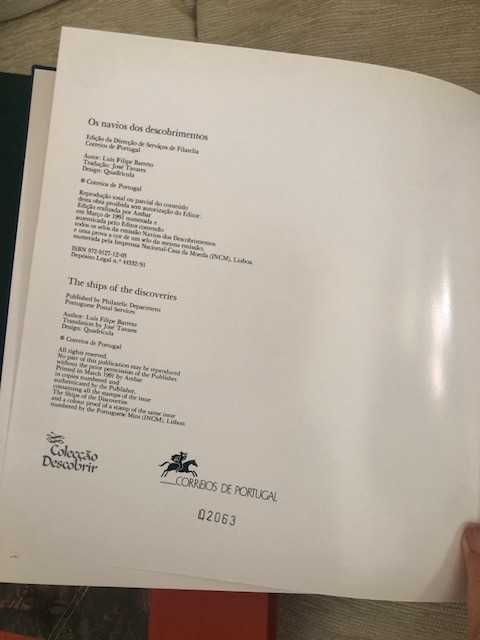 Os navios dos descobrimentos
Edição da Direcção de Serviços de Filatelia
Correios de Portugal
Autor: Luís Filipe Barreto
Tradução: José Tavares
Design: Quadrícula
© Correios de Portugal
Reprodução total ou parcial do conteúdo
desta obra proibida sem autorização do Editor.
Edição realizada por Ambar
em Março de 1991 numerada e
autenticada pelo Editor contendo
todos os selos da emissão Navios dos Descobrimentos
e uma prova a cor de um selo da mesma emissão,
numerada pela Imprensa Nacional-Casa da Moeda (INCM), Lisboa.
ISBN 972-9127-12-03
Depósito Legal n.º 44332/91
The ships of the discoveries
Published by Philatelic Department
Portuguese Postal Services
Author: Luís Filipe Barreto
Translation by José Tavares
Design: Quadrícula
© Correios de Portugal
All rights reserved.
No part of this publication may be reproduced
without the prior permission of the Publisher.
Printed in March 1991 by Ambar
in copies numbered and
authenticated by the Publisher,
containing all the stamps of the issue
The Ships of the Discoveries
and a colour proof of a stamp of the same issue
numbered by the Portuguese Mint (INCM), Lisboa.
Colecção
Descobrir
CORREIOS DE PORTUGAL
02063